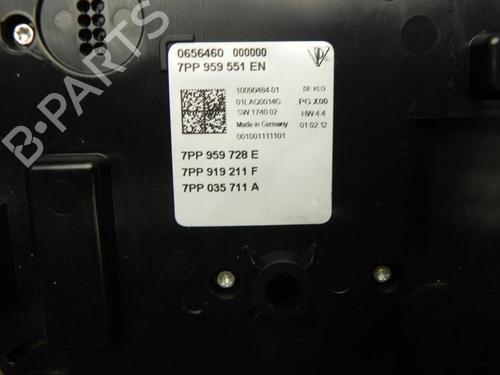 B-PARTS
0656460 000000
7PP 959 551 EN
10090484.01 DE KLO
01LAQ0014G PG X00
SW 1740 02 HW 4.4
Made in Germany 01.02.12
001001111101
7PP 959 728 E
7PP 919 211 F
7PP 035 711 A